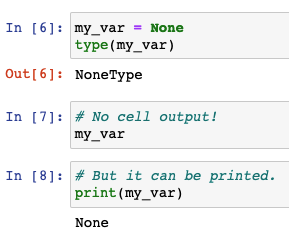 In [6]: my_var = None
type(my_var)
Out[6]: NoneType
In [7]: # No cell output!
my_var
In [8]: # But it can be printed.
print(my_var)
None